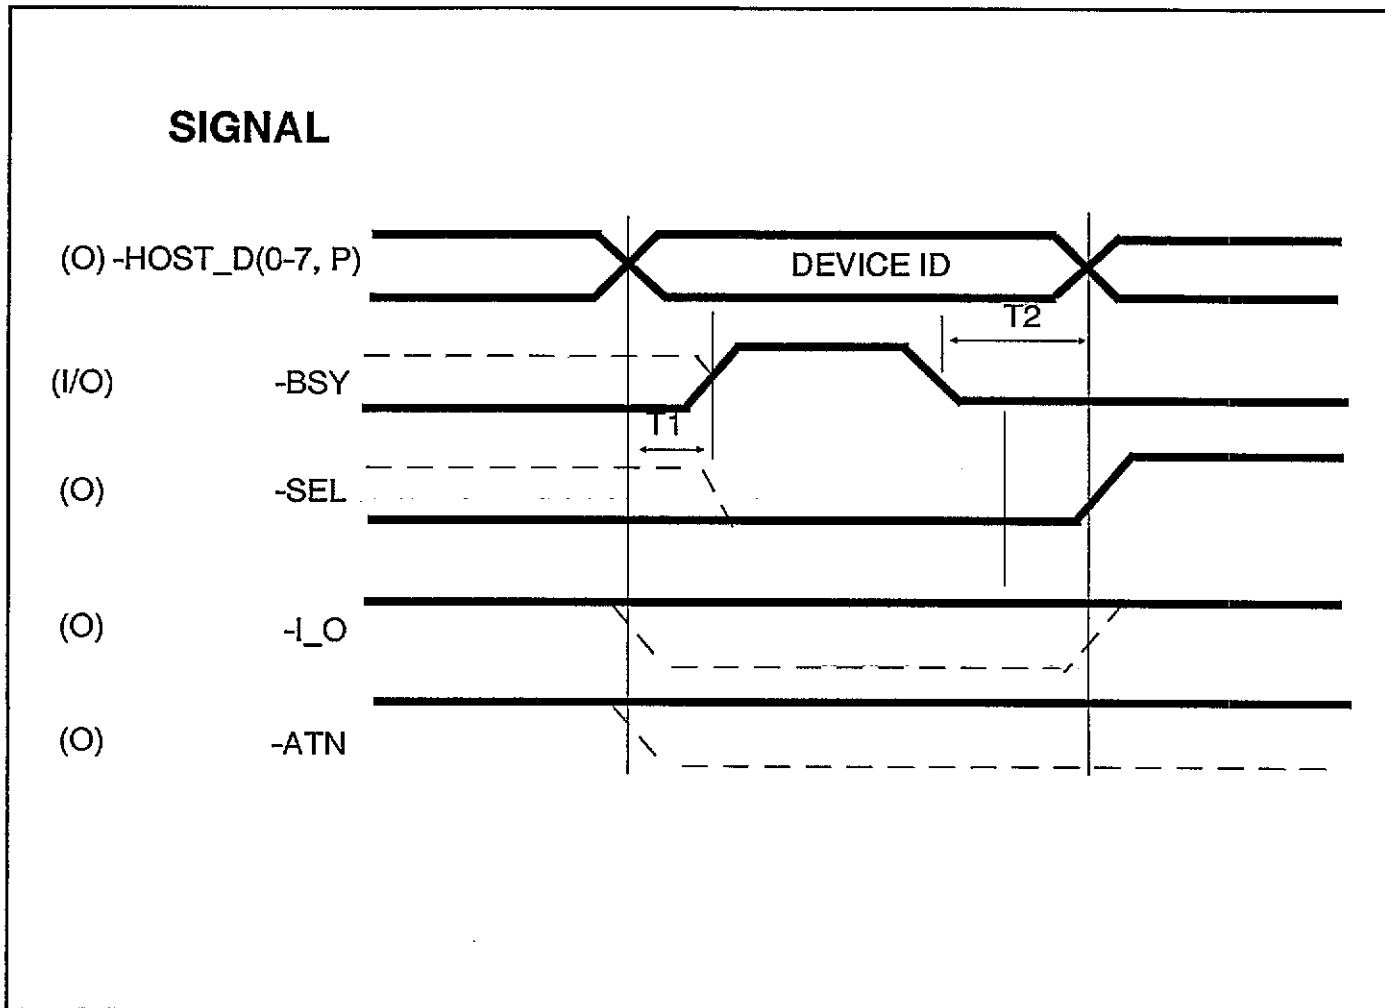 SIGNAL
(O) -HOST_D(0-7, P)
DEVICE ID
T2
(I/O) -BSY
T1
(O) -SEL
(O) -I_O
(O) -ATN